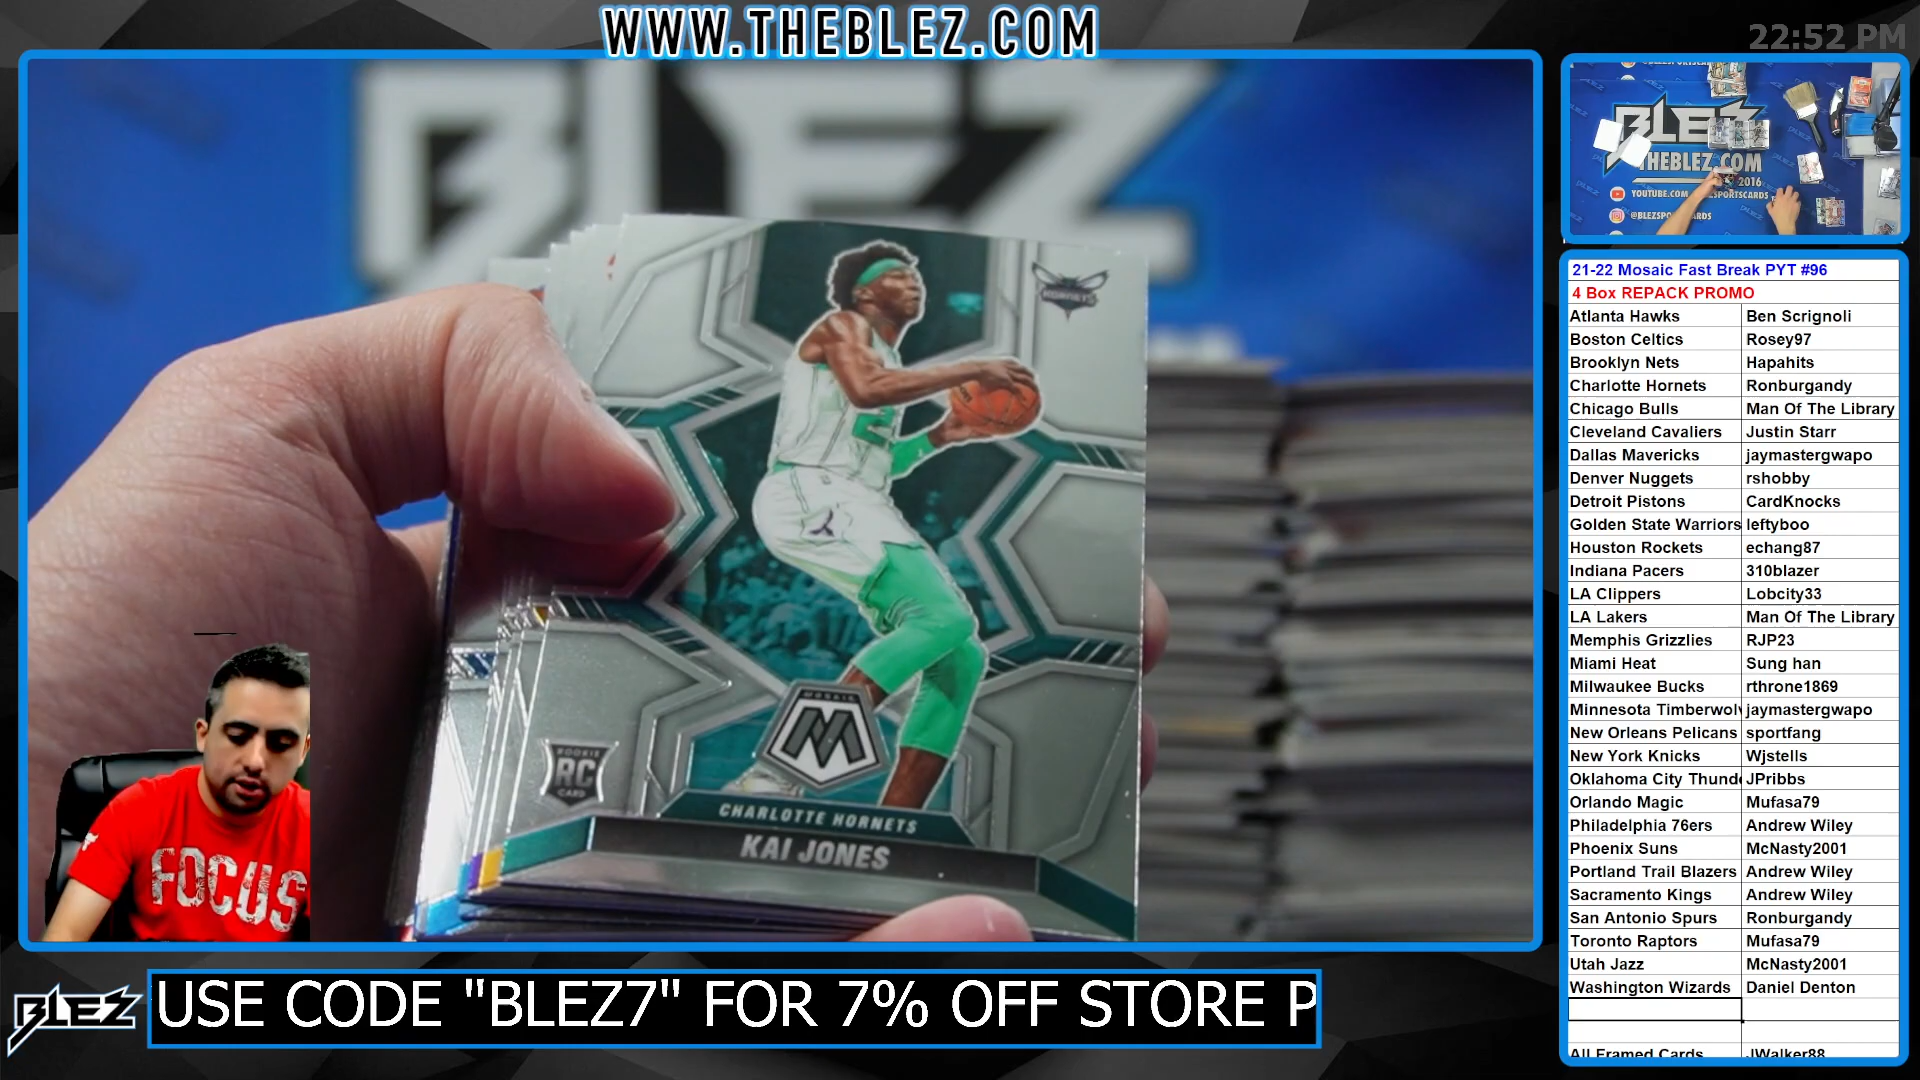 WWW.THEBLEZ.COM
22:52 PM
BLEZ
BLEZ
THEBLEZ.COM
2016
YOUTUBE.COM
@BLEZSPO
HORNETS
2
MOSAIC
M
ROOKIE
RC
CARD
CHARLOTTE HORNETS
KAI JONES
FOCUS
21-22 Mosaic Fast Break PYT #96
4 Box REPACK PROMO
Atlanta Hawks Ben Scrignoli
Boston Celtics Rosey97
Brooklyn Nets Hapahits
Charlotte Hornets Ronburgandy
Chicago Bulls Man Of The Library
Cleveland Cavaliers Justin Starr
Dallas Mavericks jaymastergwapo
Denver Nuggets rshobby
Detroit Pistons CardKnocks
Golden State Warriors leftyboo
Houston Rockets echang87
Indiana Pacers 310blazer
LA Clippers Lobcity33
LA Lakers Man Of The Library
Memphis Grizzlies RJP23
Miami Heat Sung han
Milwaukee Bucks rthrone1869
Minnesota Timberwolv jaymastergwapo
New Orleans Pelicans sportfang
New York Knicks Wjstells
Oklahoma City Thunde JPribbs
Orlando Magic Mufasa79
Philadelphia 76ers Andrew Wiley
Phoenix Suns McNasty2001
Portland Trail Blazers Andrew Wiley
Sacramento Kings Andrew Wiley
San Antonio Spurs Ronburgandy
Toronto Raptors Mufasa79
Utah Jazz McNasty2001
Washington Wizards Daniel Denton
All Framed Cards JWalker88
BLEZ
USE CODE "BLEZ7" FOR 7% OFF STORE P